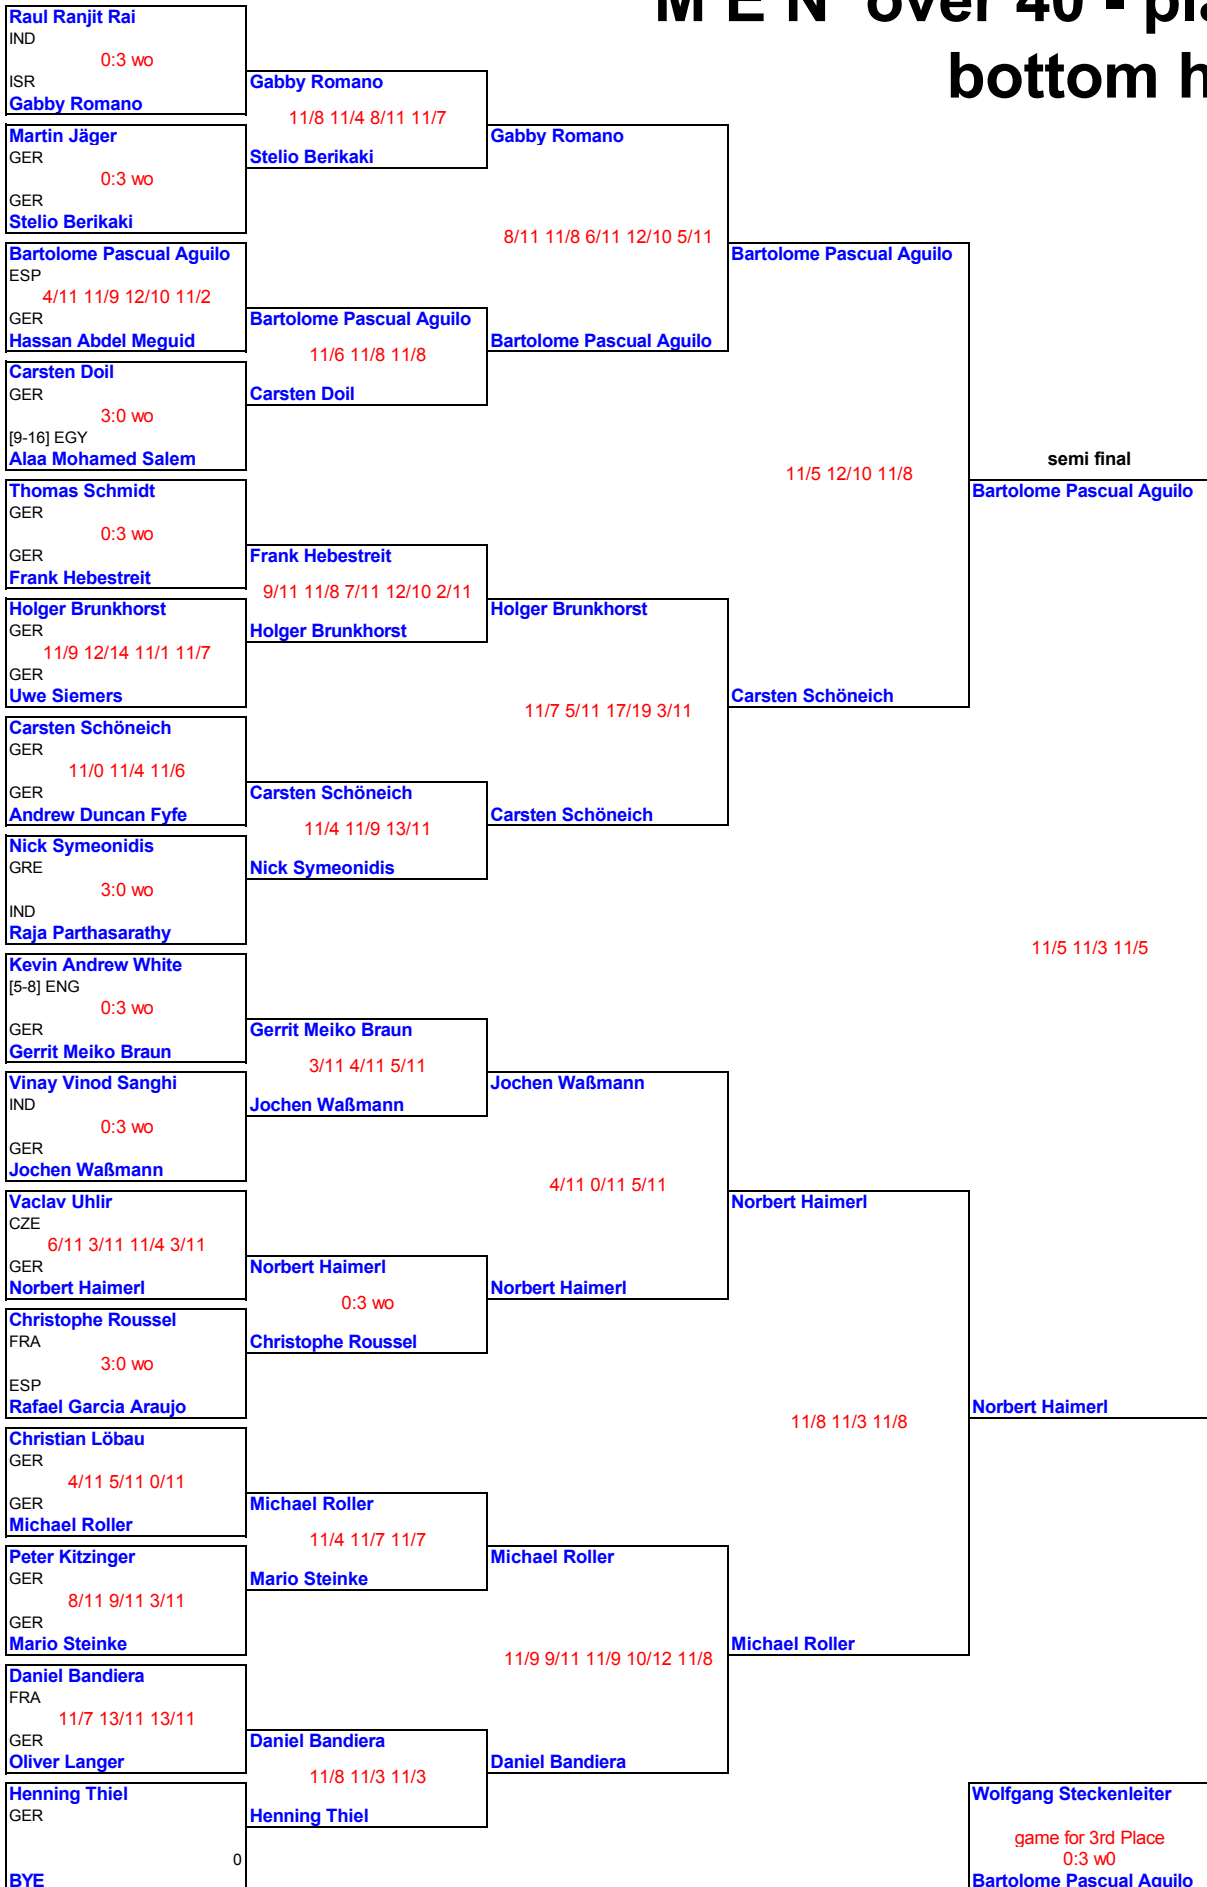 M E N over 40 - pla
bottom h
Raul Ranjit Rai
IND
0:3 wo
ISR
Gabby Romano
Martin Jäger
GER
0:3 wo
GER
Stelio Berikaki
Bartolome Pascual Aguilo
ESP
4/11 11/9 12/10 11/2
GER
Hassan Abdel Meguid
Carsten Doil
GER
3:0 wo
[9-16] EGY
Alaa Mohamed Salem
Thomas Schmidt
GER
0:3 wo
GER
Frank Hebestreit
Holger Brunkhorst
GER
11/9 12/14 11/1 11/7
GER
Uwe Siemers
Carsten Schöneich
GER
11/0 11/4 11/6
GER
Andrew Duncan Fyfe
Nick Symeonidis
GRE
3:0 wo
IND
Raja Parthasarathy
Kevin Andrew White
[5-8] ENG
0:3 wo
GER
Gerrit Meiko Braun
Vinay Vinod Sanghi
IND
0:3 wo
GER
Jochen Waßmann
Vaclav Uhlir
CZE
6/11 3/11 11/4 3/11
GER
Norbert Haimerl
Christophe Roussel
FRA
3:0 wo
ESP
Rafael Garcia Araujo
Christian Löbau
GER
4/11 5/11 0/11
GER
Michael Roller
Peter Kitzinger
GER
8/11 9/11 3/11
GER
Mario Steinke
Daniel Bandiera
FRA
11/7 13/11 13/11
GER
Oliver Langer
Henning Thiel
GER
0
BYE
Gabby Romano
11/8 11/4 8/11 11/7
Stelio Berikaki
Bartolome Pascual Aguilo
11/6 11/8 11/8
Carsten Doil
Frank Hebestreit
9/11 11/8 7/11 12/10 2/11
Holger Brunkhorst
Carsten Schöneich
11/4 11/9 13/11
Nick Symeonidis
Gerrit Meiko Braun
3/11 4/11 5/11
Jochen Waßmann
Norbert Haimerl
0:3 wo
Christophe Roussel
Michael Roller
11/4 11/7 11/7
Mario Steinke
Daniel Bandiera
11/8 11/3 11/3
Henning Thiel
Gabby Romano
8/11 11/8 6/11 12/10 5/11
Bartolome Pascual Aguilo
Holger Brunkhorst
11/7 5/11 17/19 3/11
Carsten Schöneich
Jochen Waßmann
4/11 0/11 5/11
Norbert Haimerl
Michael Roller
11/9 9/11 11/9 10/12 11/8
Daniel Bandiera
Bartolome Pascual Aguilo
11/5 12/10 11/8
Carsten Schöneich
Norbert Haimerl
11/8 11/3 11/8
Michael Roller
semi final
Bartolome Pascual Aguilo
11/5 11/3 11/5
Norbert Haimerl
Wolfgang Steckenleiter
game for 3rd Place
0:3 w0
Bartolome Pascual Aguilo